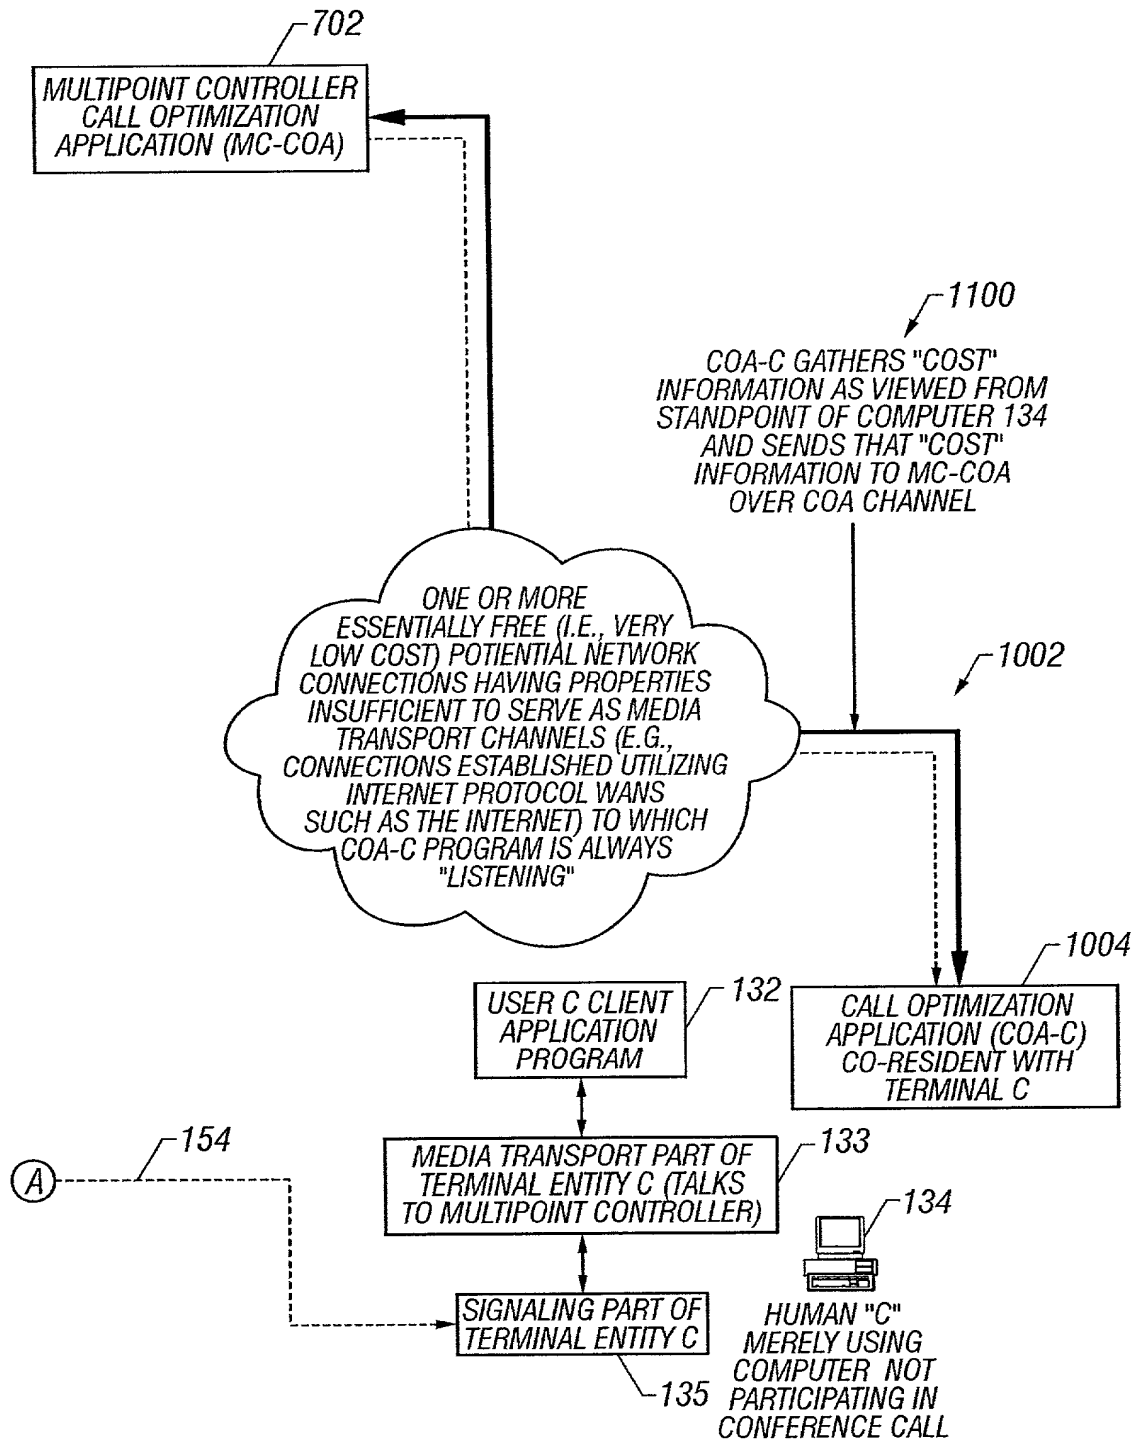 702
MULTIPOINT CONTROLLER
CALL OPTIMIZATION
APPLICATION (MC-COA)
1100
COA-C GATHERS "COST"
INFORMATION AS VIEWED FROM
STANDPOINT OF COMPUTER 134
AND SENDS THAT "COST"
INFORMATION TO MC-COA
OVER COA CHANNEL
ONE OR MORE
ESSENTIALLY FREE (I.E., VERY
LOW COST) POTIENTIAL NETWORK
CONNECTIONS HAVING PROPERTIES
INSUFFICIENT TO SERVE AS MEDIA
TRANSPORT CHANNELS (E.G.,
CONNECTIONS ESTABLISHED UTILIZING
INTERNET PROTOCOL WANS
SUCH AS THE INTERNET) TO WHICH
COA-C PROGRAM IS ALWAYS
"LISTENING"
1002
1004
CALL OPTIMIZATION
APPLICATION (COA-C)
CO-RESIDENT WITH
TERMINAL C
132
USER C CLIENT
APPLICATION
PROGRAM
133
MEDIA TRANSPORT PART OF
TERMINAL ENTITY C (TALKS
TO MULTIPOINT CONTROLLER)
154
A
134
SIGNALING PART OF
TERMINAL ENTITY C
135
HUMAN "C"
MERELY USING
COMPUTER NOT
PARTICIPATING IN
CONFERENCE CALL